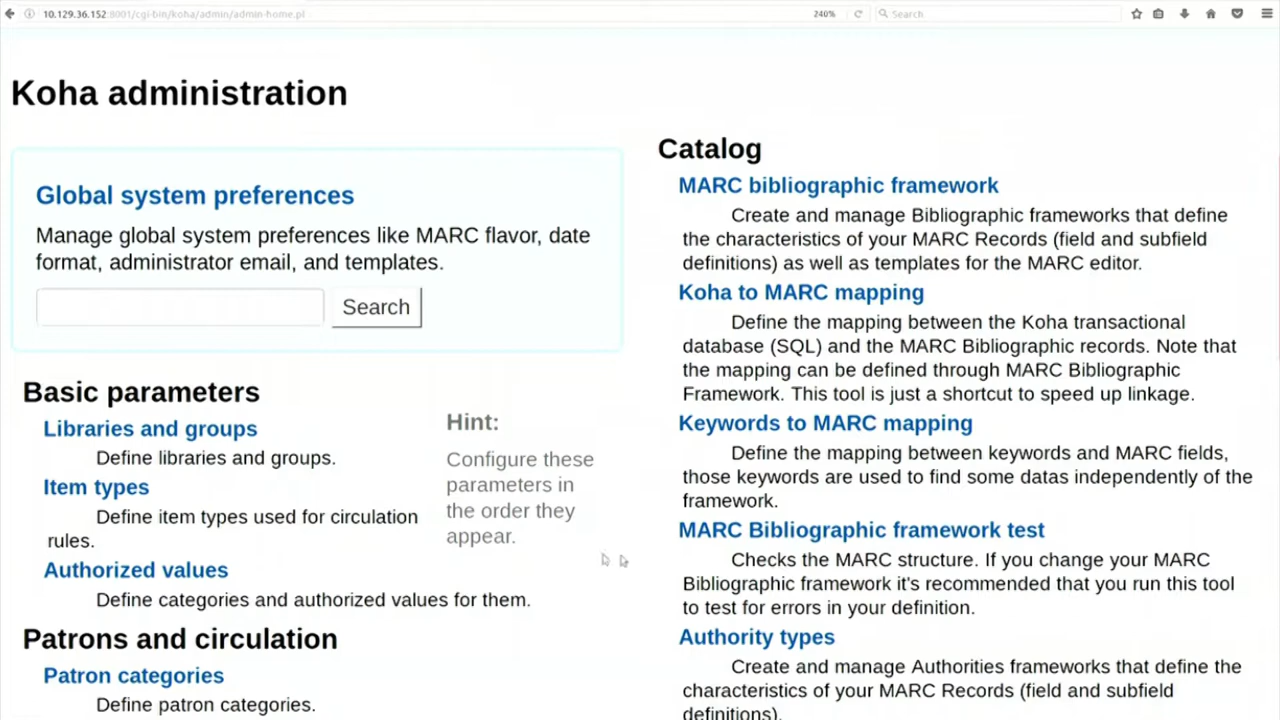 10.129.36.152:8001/cgi-bin/koha/admin/admin-home.pl
240%
Search
Koha administration
Global system preferences
Manage global system preferences like MARC flavor, date
format, administrator email, and templates.
Search
Basic parameters
Libraries and groups
Define libraries and groups.
Item types
Define item types used for circulation
rules.
Authorized values
Define categories and authorized values for them.
Hint:
Configure these
parameters in
the order they
appear.
Patrons and circulation
Patron categories
Define patron categories.
Catalog
MARC bibliographic framework
Create and manage Bibliographic frameworks that define
the characteristics of your MARC Records (field and subfield
definitions) as well as templates for the MARC editor.
Koha to MARC mapping
Define the mapping between the Koha transactional
database (SQL) and the MARC Bibliographic records. Note that
the mapping can be defined through MARC Bibliographic
Framework. This tool is just a shortcut to speed up linkage.
Keywords to MARC mapping
Define the mapping between keywords and MARC fields,
those keywords are used to find some datas independently of the
framework.
MARC Bibliographic framework test
Checks the MARC structure. If you change your MARC
Bibliographic framework it's recommended that you run this tool
to test for errors in your definition.
Authority types
Create and manage Authorities frameworks that define the
characteristics of your MARC Records (field and subfield
definitions).